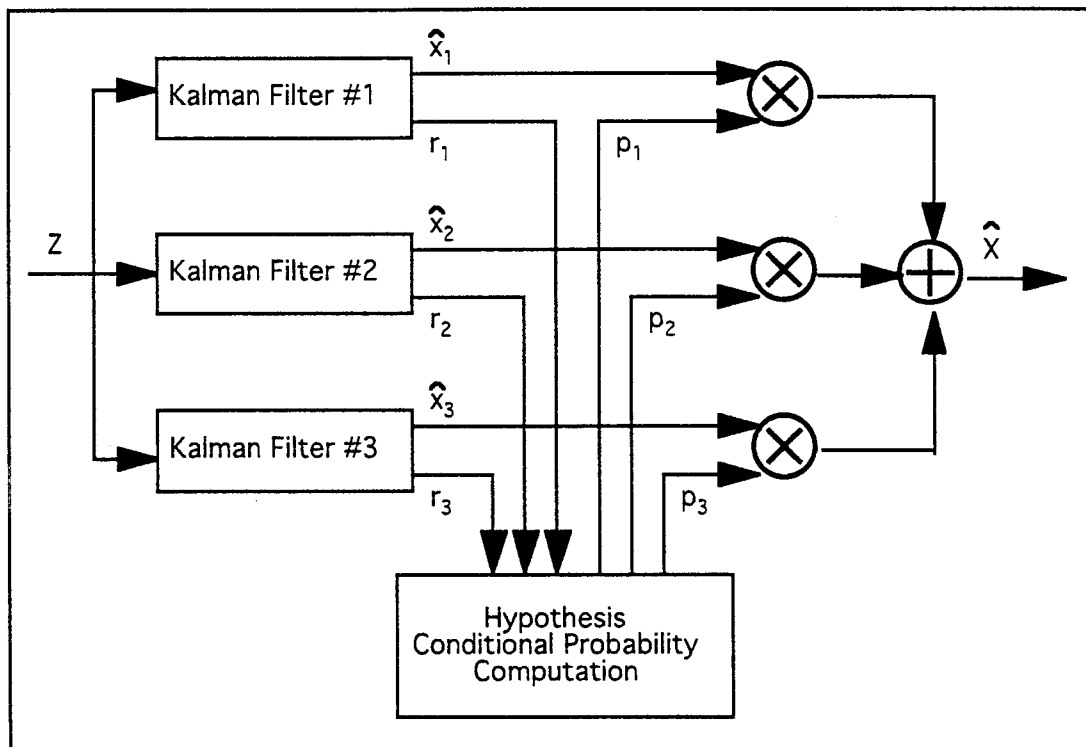 x̂₁
Kalman Filter #1
r₁
p₁
Z
x̂₂
Kalman Filter #2
r₂
p₂
x̂
x̂₃
Kalman Filter #3
r₃
p₃
Hypothesis
Conditional Probability
Computation